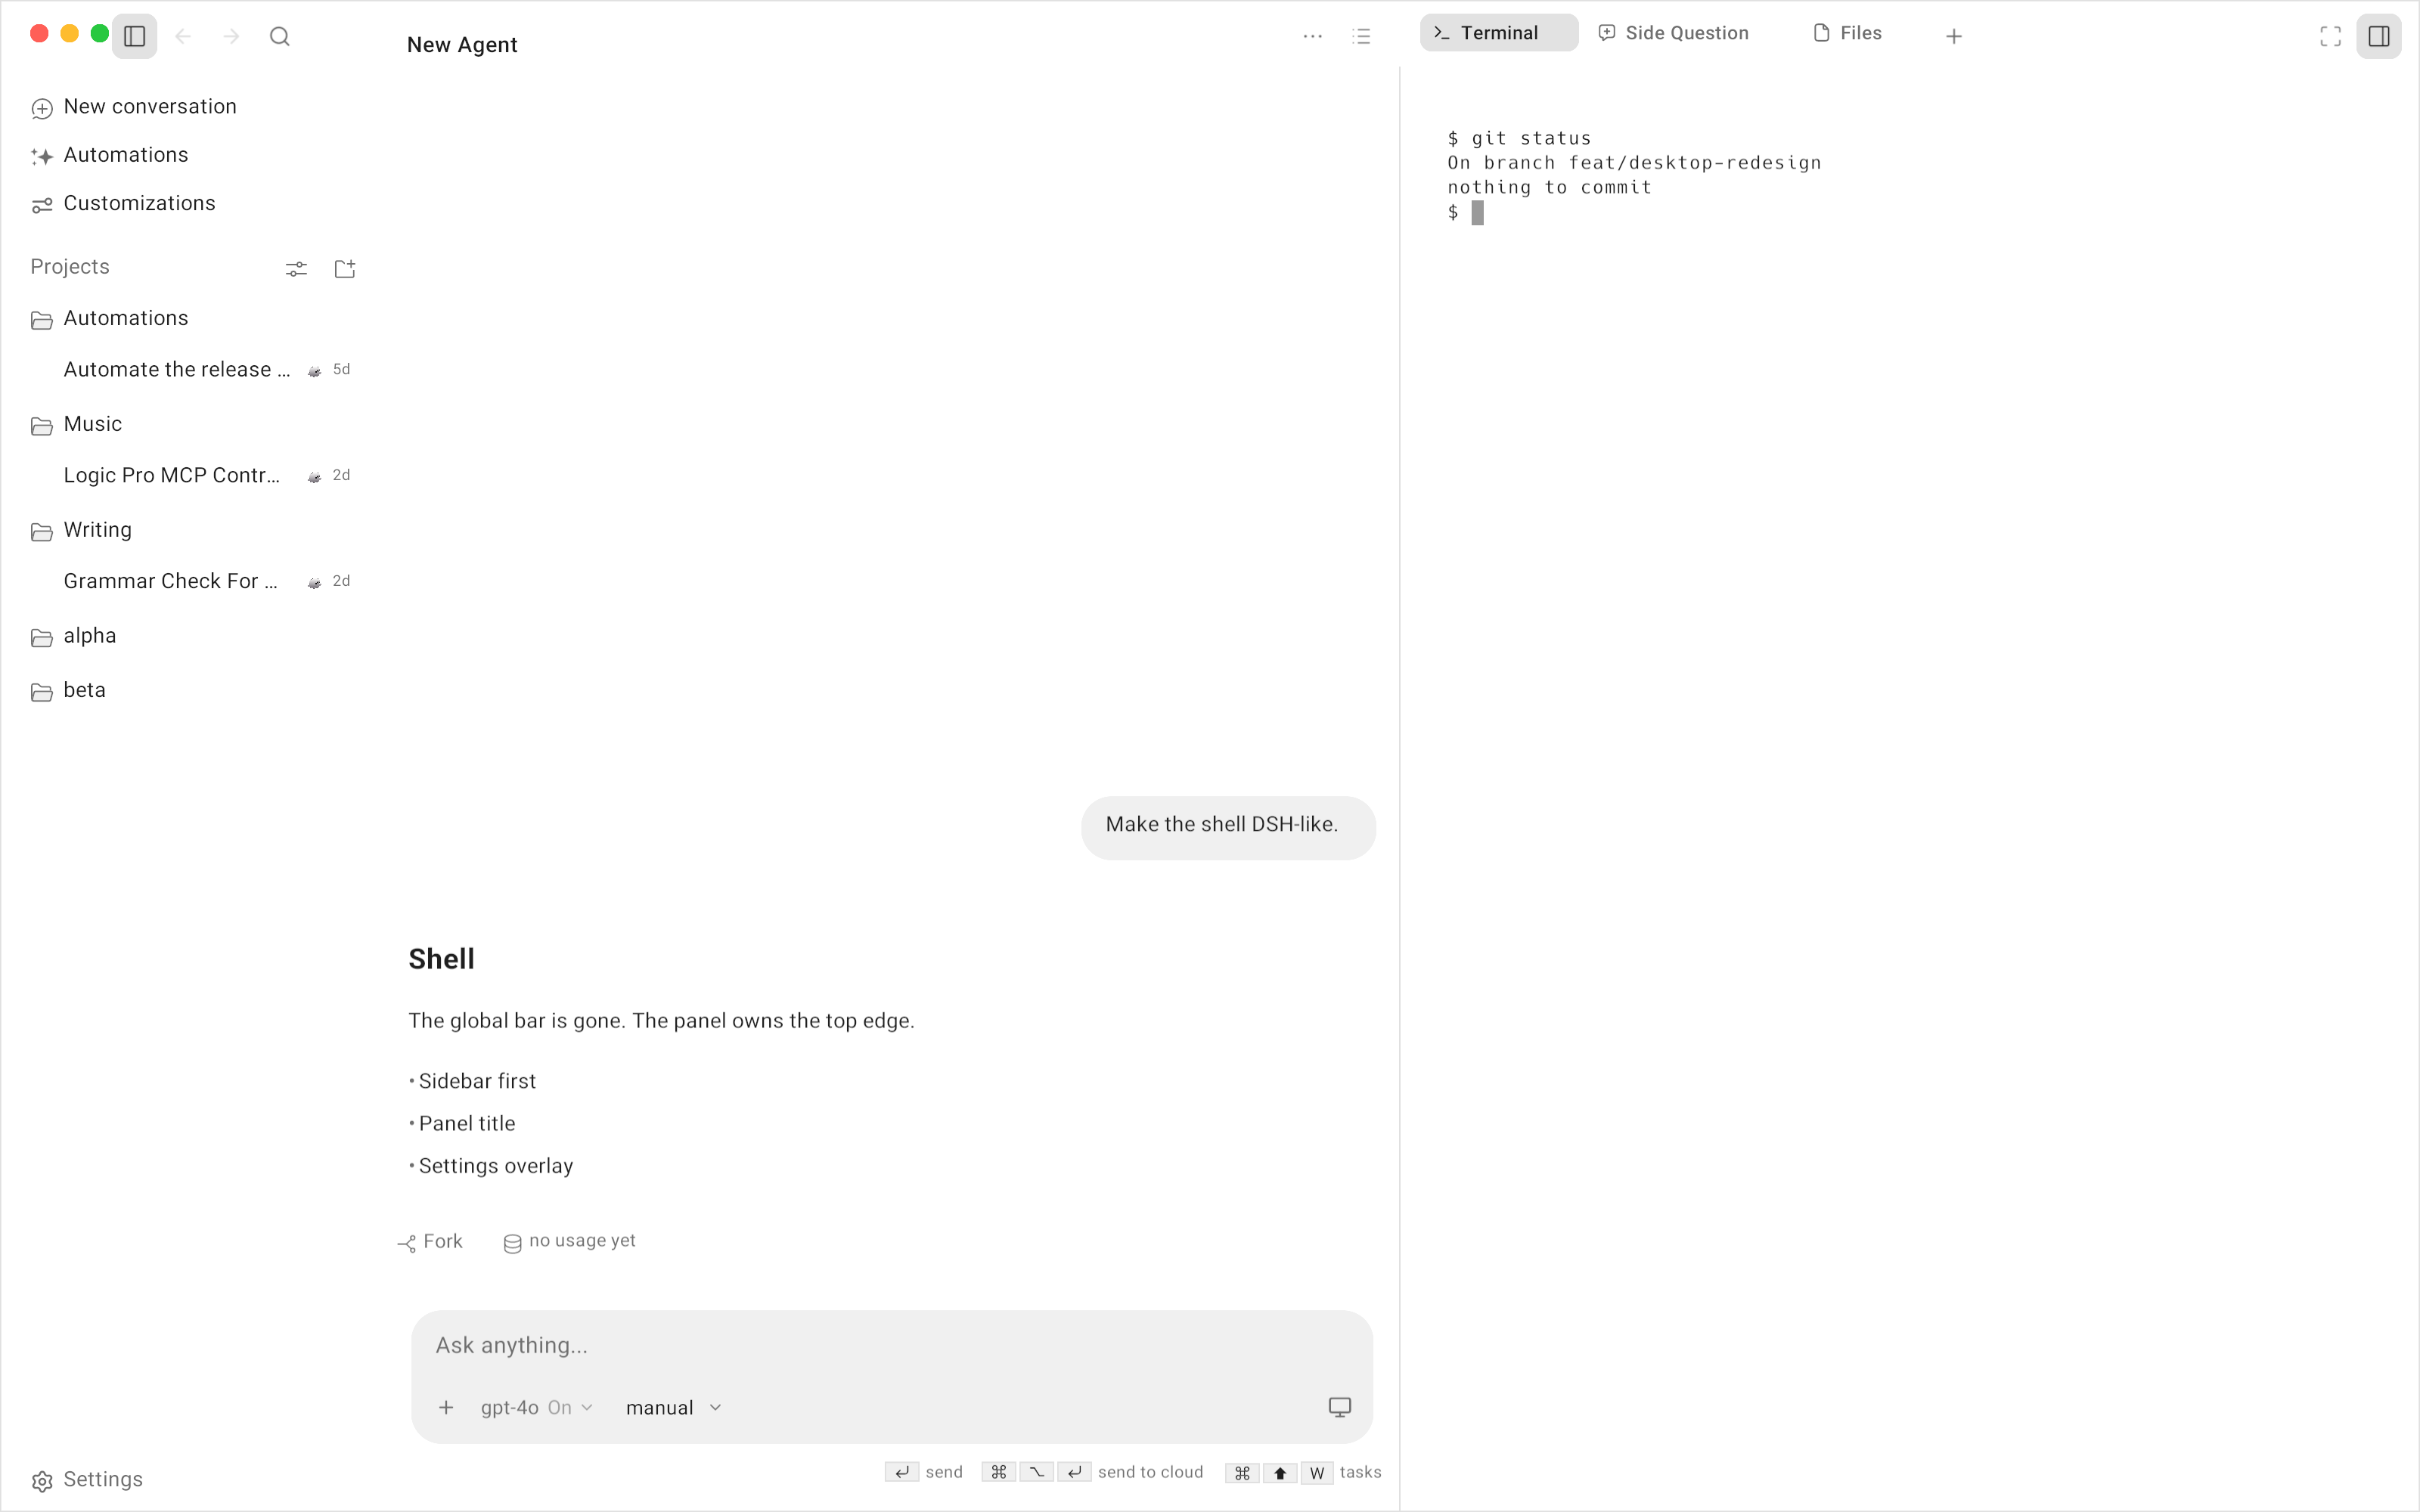 New Agent
Terminal
Side Question
Files
New conversation
Automations
Customizations
Projects
Automations
Automate the release ...
5d
Music
Logic Pro MCP Contr...
2d
Writing
Grammar Check For ...
2d
alpha
beta
Settings
Make the shell DSH-like.
Shell
The global bar is gone. The panel owns the top edge.
• Sidebar first
• Panel title
• Settings overlay
Fork
no usage yet
Ask anything...
gpt-4o On
manual
send
send to cloud
W tasks
$ git status
On branch feat/desktop-redesign
nothing to commit
$